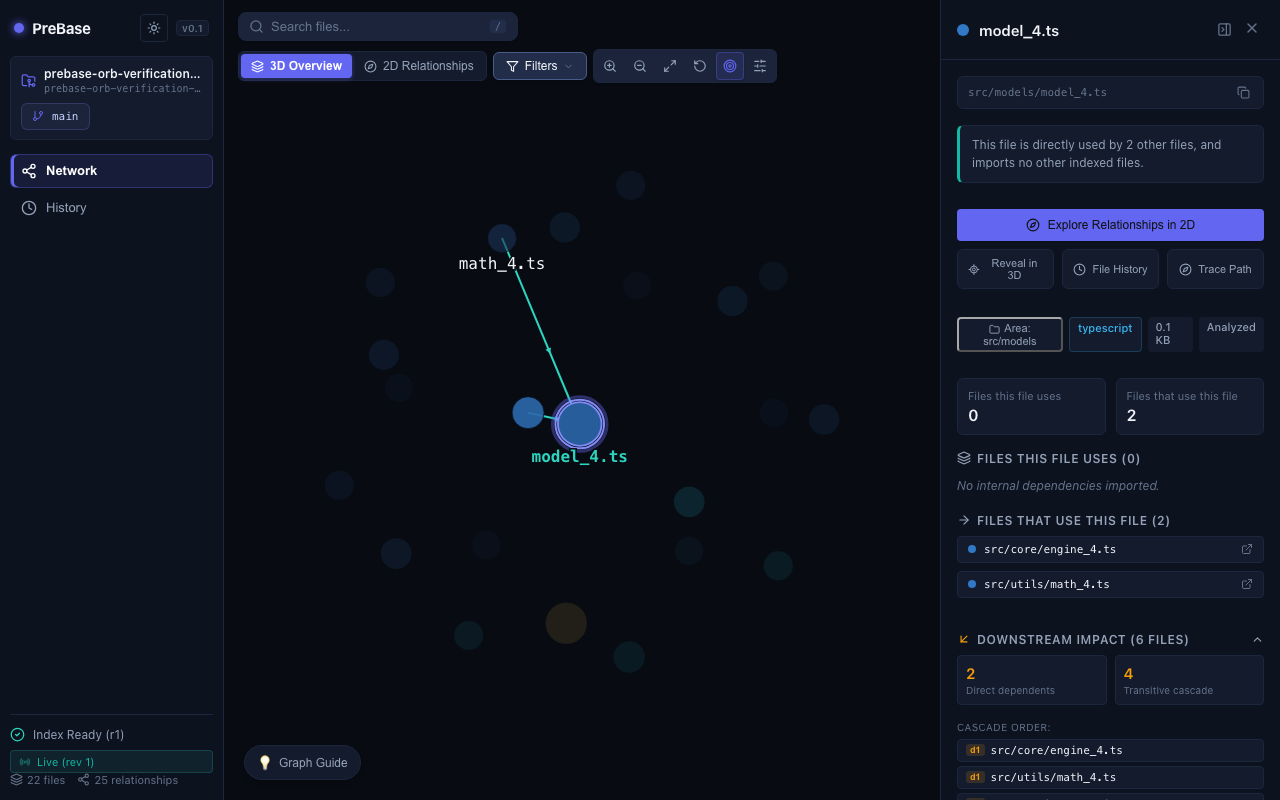 PreBase
v0.1
prebase-orb-verification...
prebase-orb-verification-...
main
Network
History
Index Ready (r1)
Live (rev 1)
22 files
25 relationships
Search files...
/
3D Overview
2D Relationships
Filters
math_4.ts
model_4.ts
Graph Guide
model_4.ts
src/models/model_4.ts
This file is directly used by 2 other files, and
imports no other indexed files.
Explore Relationships in 2D
Reveal in
3D
File History
Trace Path
Area:
src/models
typescript
0.1
KB
Analyzed
Files this file uses
0
Files that use this file
2
FILES THIS FILE USES (0)
No internal dependencies imported.
FILES THAT USE THIS FILE (2)
src/core/engine_4.ts
src/utils/math_4.ts
DOWNSTREAM IMPACT (6 FILES)
2
Direct dependents
4
Transitive cascade
CASCADE ORDER:
d1 src/core/engine_4.ts
d1 src/utils/math_4.ts